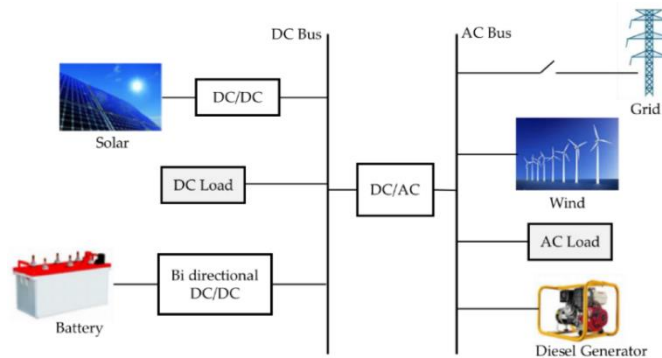 DC Bus
AC Bus
DC/DC
Solar
Grid
DC Load
DC/AC
Wind
AC Load
Bi directional
DC/DC
Battery
Diesel Generator